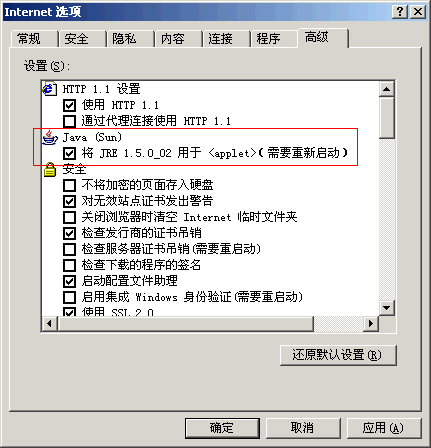 Internet 选项
常规 安全 隐私 内容 连接 程序 高级
设置(S):
HTTP 1.1 设置
使用 HTTP 1.1
通过代理连接使用 HTTP 1.1
Java (Sun)
将 JRE 1.5.0_02 用于 <applet>(需要重新启动)
安全
不将加密的页面存入硬盘
对无效站点证书发出警告
关闭浏览器时清空 Internet 临时文件夹
检查发行商的证书吊销
检查服务器证书吊销(需要重启动)
检查下载的程序的签名
启动配置文件助理
启用集成 Windows 身份验证(需要重启动)
使用 SSL 2.0
还原默认设置(R)
确定 取消 应用(A)